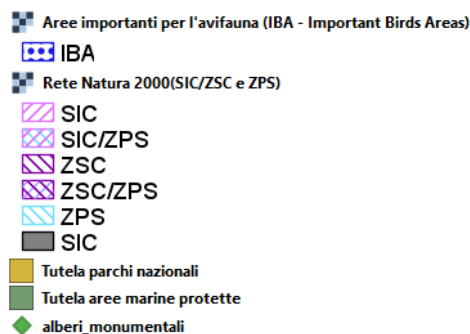 Aree importanti per l'avifauna (IBA - Important Birds Areas)
IBA
Rete Natura 2000(SIC/ZSC e ZPS)
SIC
SIC/ZPS
ZSC
ZSC/ZPS
ZPS
SIC
Tutela parchi nazionali
Tutela aree marine protette
alberi_monumentali